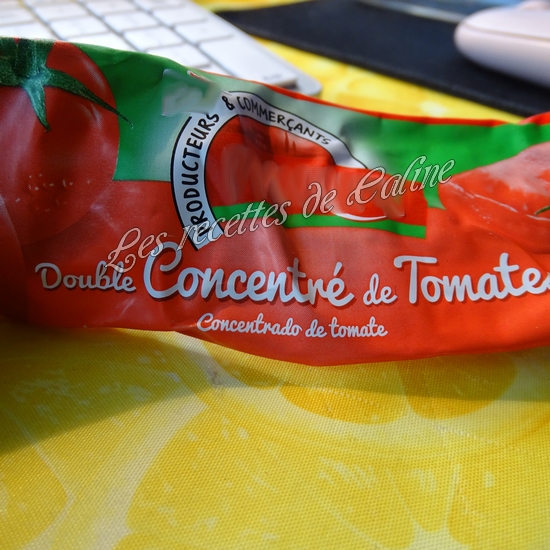 PRODUCTEURS & COMMERÇANTS
Les recettes de Caline
Double Concentré de Tomates
Concentrado de tomate